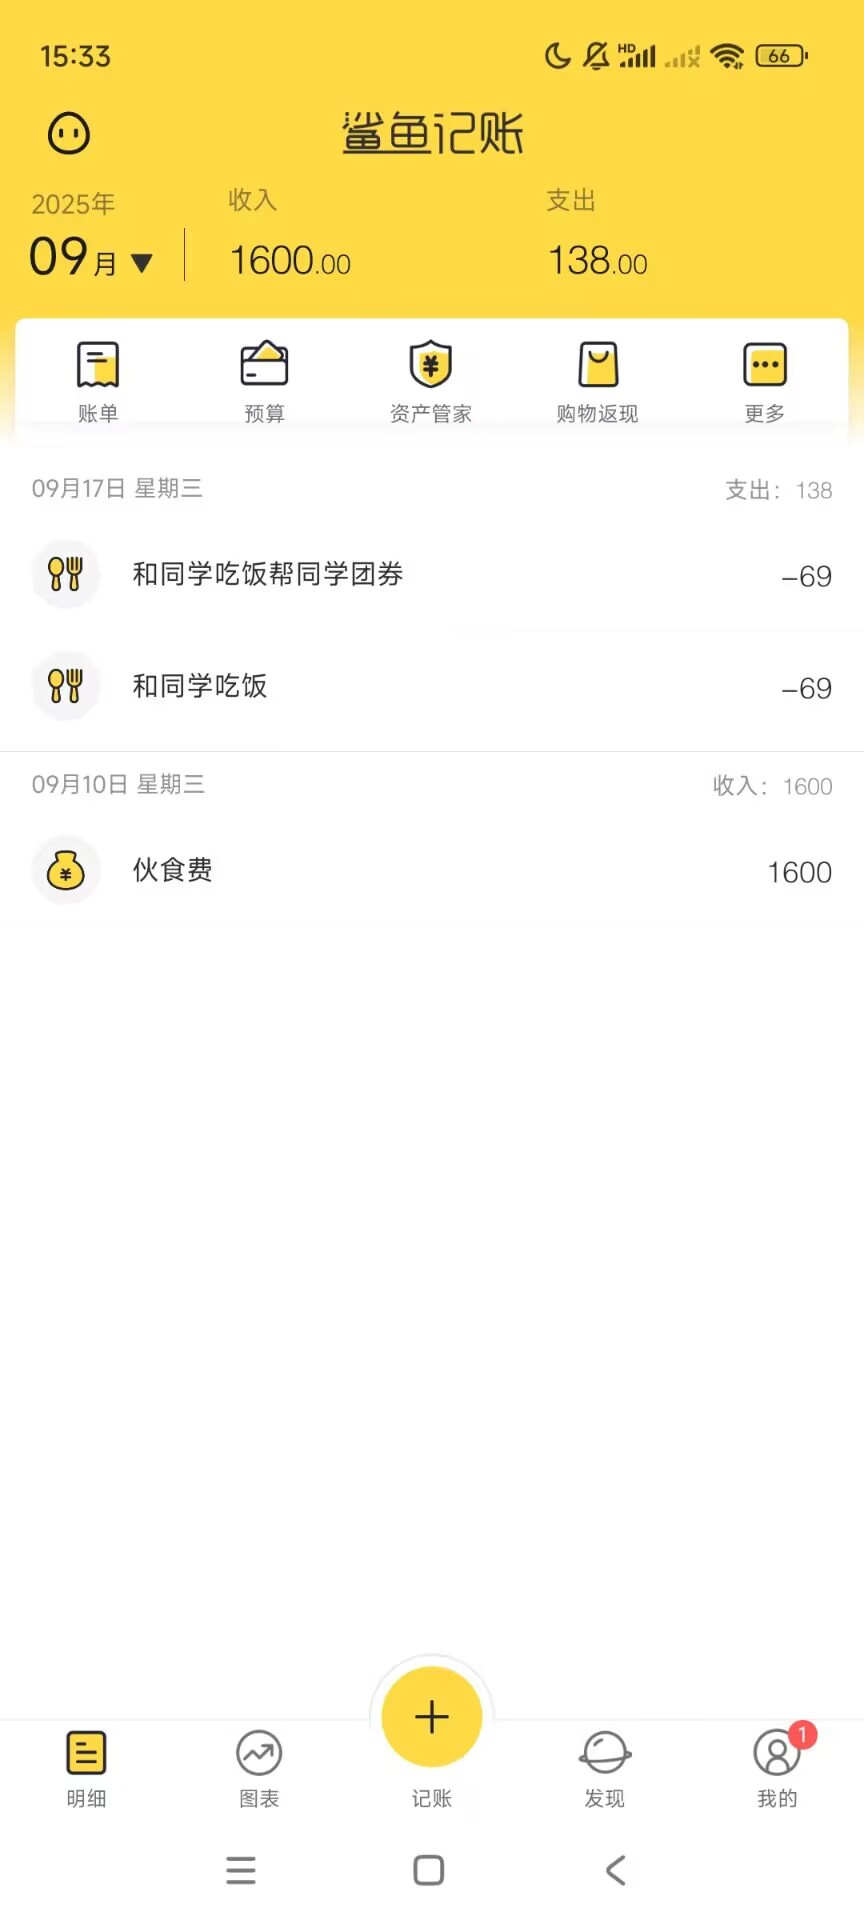 15:33
HD
66
鲨鱼记账
2025年
收入
支出
09月
1600.00
138.00
账单
预算
资产管家
购物返现
更多
09月17日 星期三
支出：138
和同学吃饭帮同学团券
-69
和同学吃饭
-69
09月10日 星期三
收入：1600
伙食费
1600
1
明细
图表
记账
发现
我的